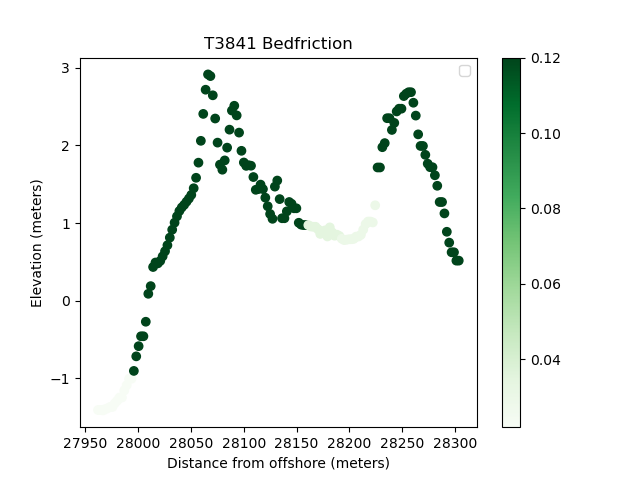 T3841 Bedfriction
3
2
1
0
−1
Elevation (meters)
27950 28000 28050 28100 28150 28200 28250 28300
Distance from offshore (meters)
0.12
0.10
0.08
0.06
0.04